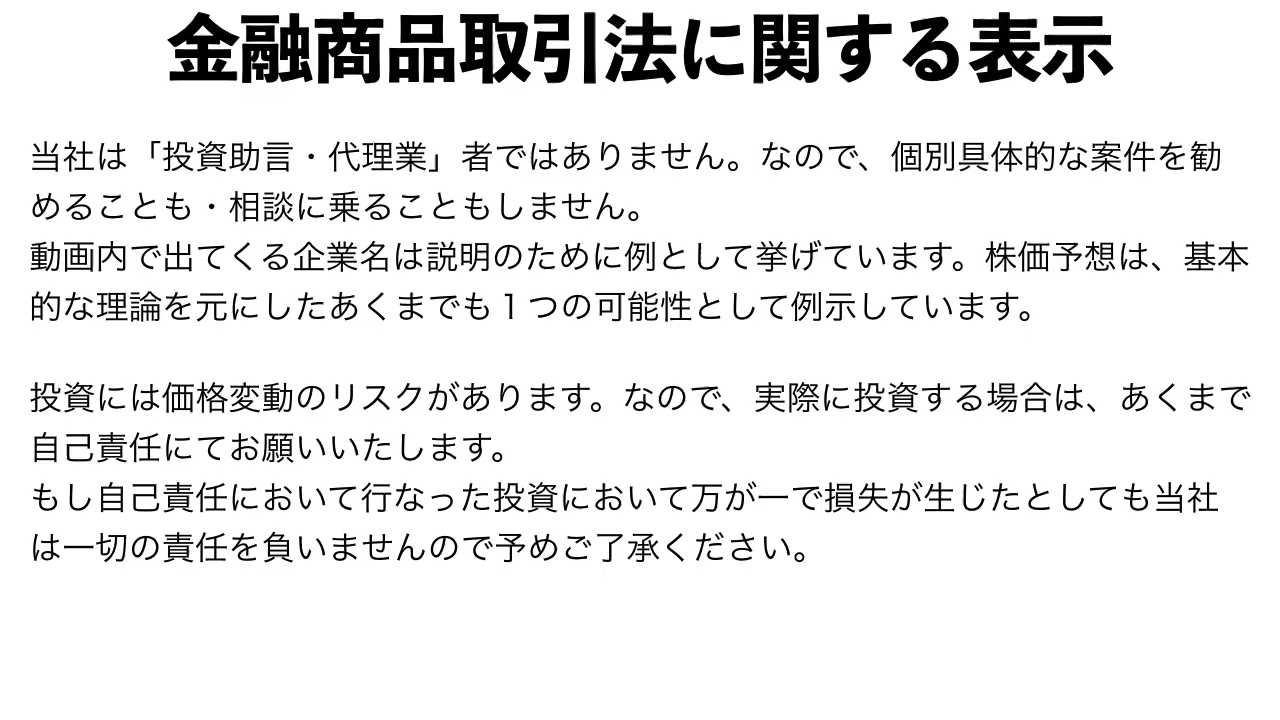 金融商品取引法に関する表示
当社は「投資助言・代理業」者ではありません。なので、個別具体的な案件を勧
めることも・相談に乗ることもしません。
動画内で出てくる企業名は説明のために例として挙げています。株価予想は、基本
的な理論を元にしたあくまでも１つの可能性として例示しています。
投資には価格変動のリスクがあります。なので、実際に投資する場合は、あくまで
自己責任にてお願いいたします。
もし自己責任において行なった投資において万が一で損失が生じたとしても当社
は一切の責任を負いませんので予めご了承ください。